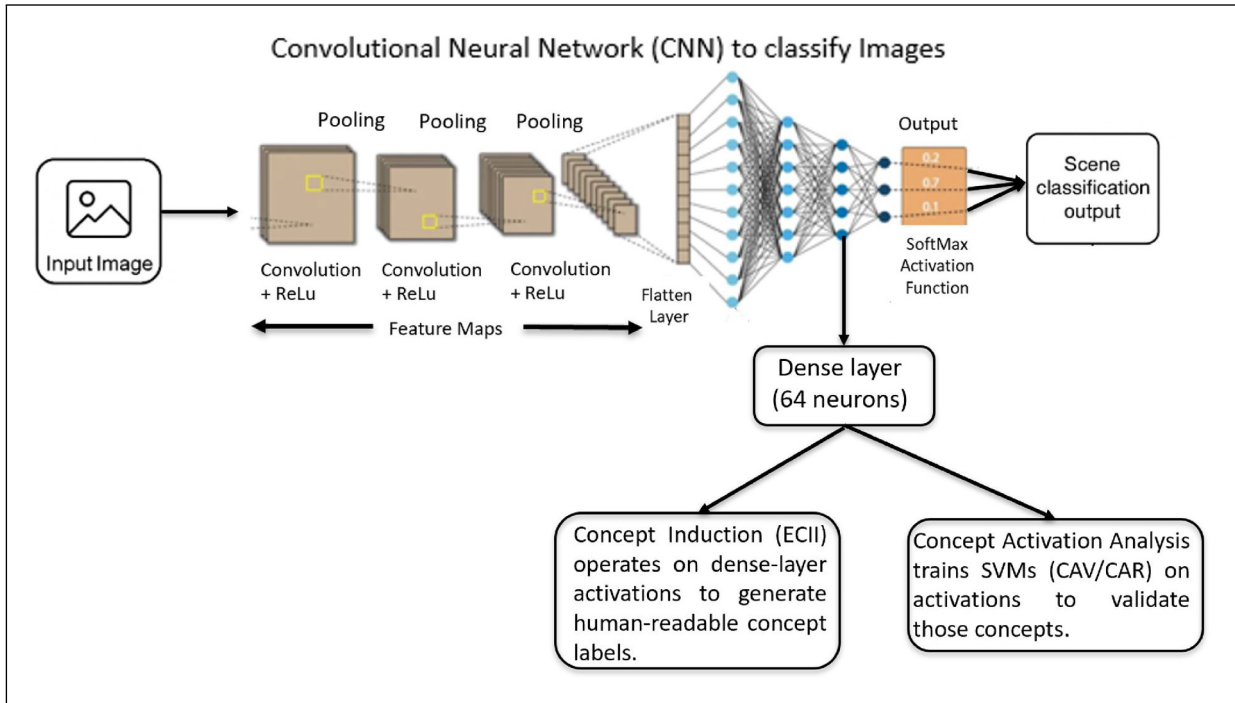 Convolutional Neural Network (CNN) to classify Images
Pooling
Pooling
Pooling
Output
Input Image
0.2
0.7
0.1
Scene
classification
output
Convolution
+ ReLu
Convolution
+ ReLu
Convolution
+ ReLu
Flatten
Layer
SoftMax
Activation
Function
Feature Maps
Dense layer
(64 neurons)
Concept Induction (ECII)
operates on dense-layer
activations to generate
human-readable concept
labels.
Concept Activation Analysis
trains SVMs (CAV/CAR) on
activations to validate
those concepts.